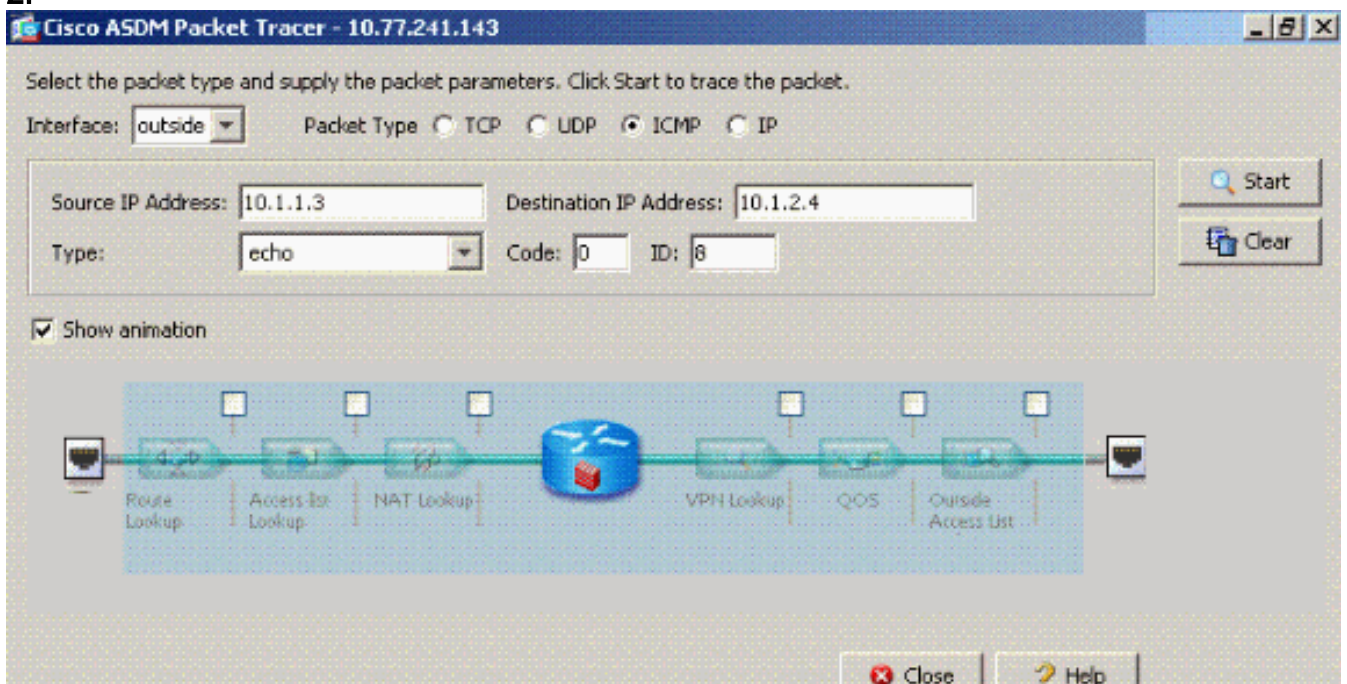 2.
Cisco ASDM Packet Tracer - 10.77.241.143
Select the packet type and supply the packet parameters. Click Start to trace the packet.
Interface: outside Packet Type TCP UDP ICMP IP
Source IP Address: 10.1.1.3 Destination IP Address: 10.1.2.4 Start
Type: echo Code: 0 ID: 8 Clear
Show animation
Route Access list NAT Lookup VPN Lookup QOS Outside
Lookup Lookup Access List
Close Help